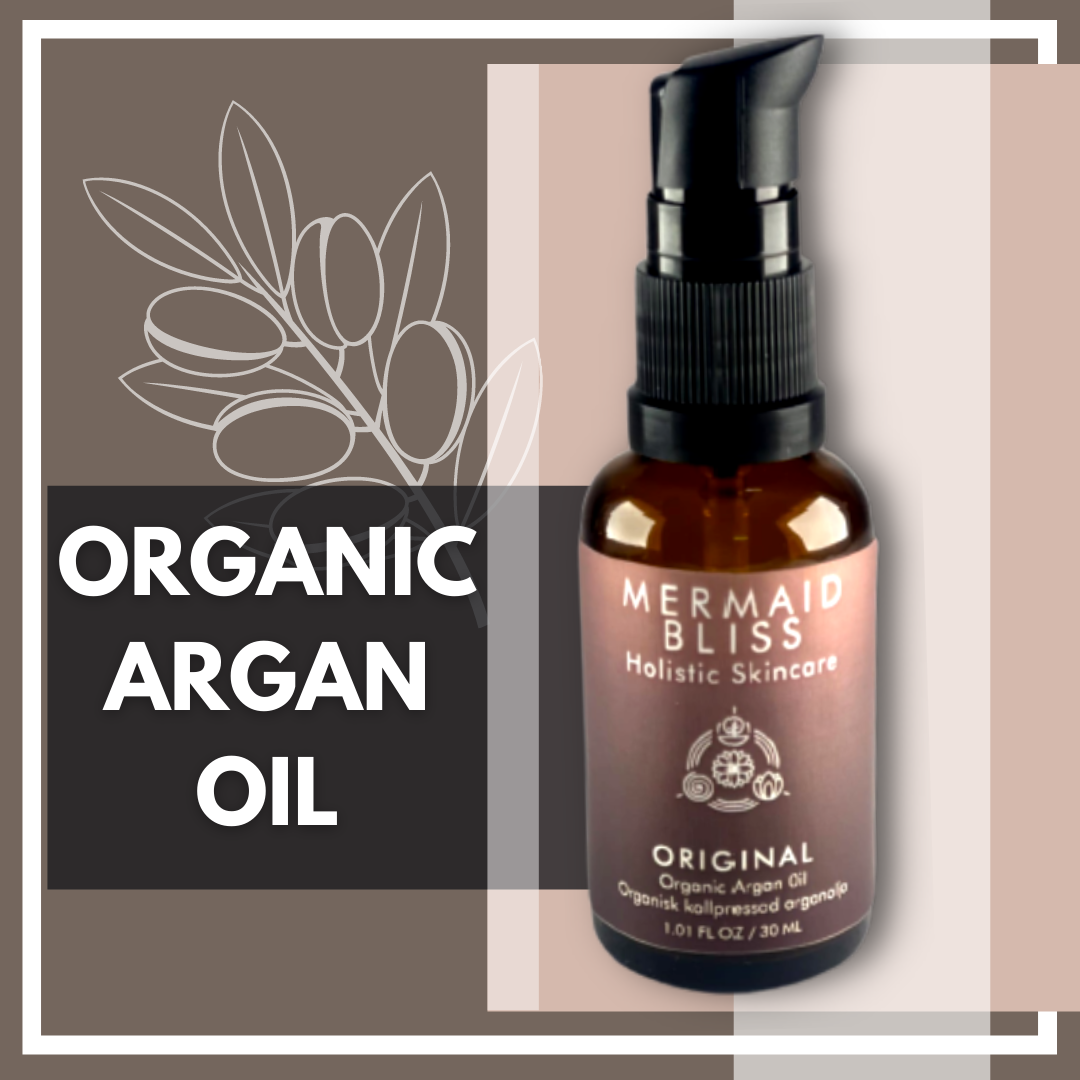 ORGANIC
ARGAN
OIL
MERMAID
BLISS
Holistic Skincare
ORIGINAL
Organic Argan Oil
Organisk kallpressad arganolja
1.01 FL OZ / 30 ML